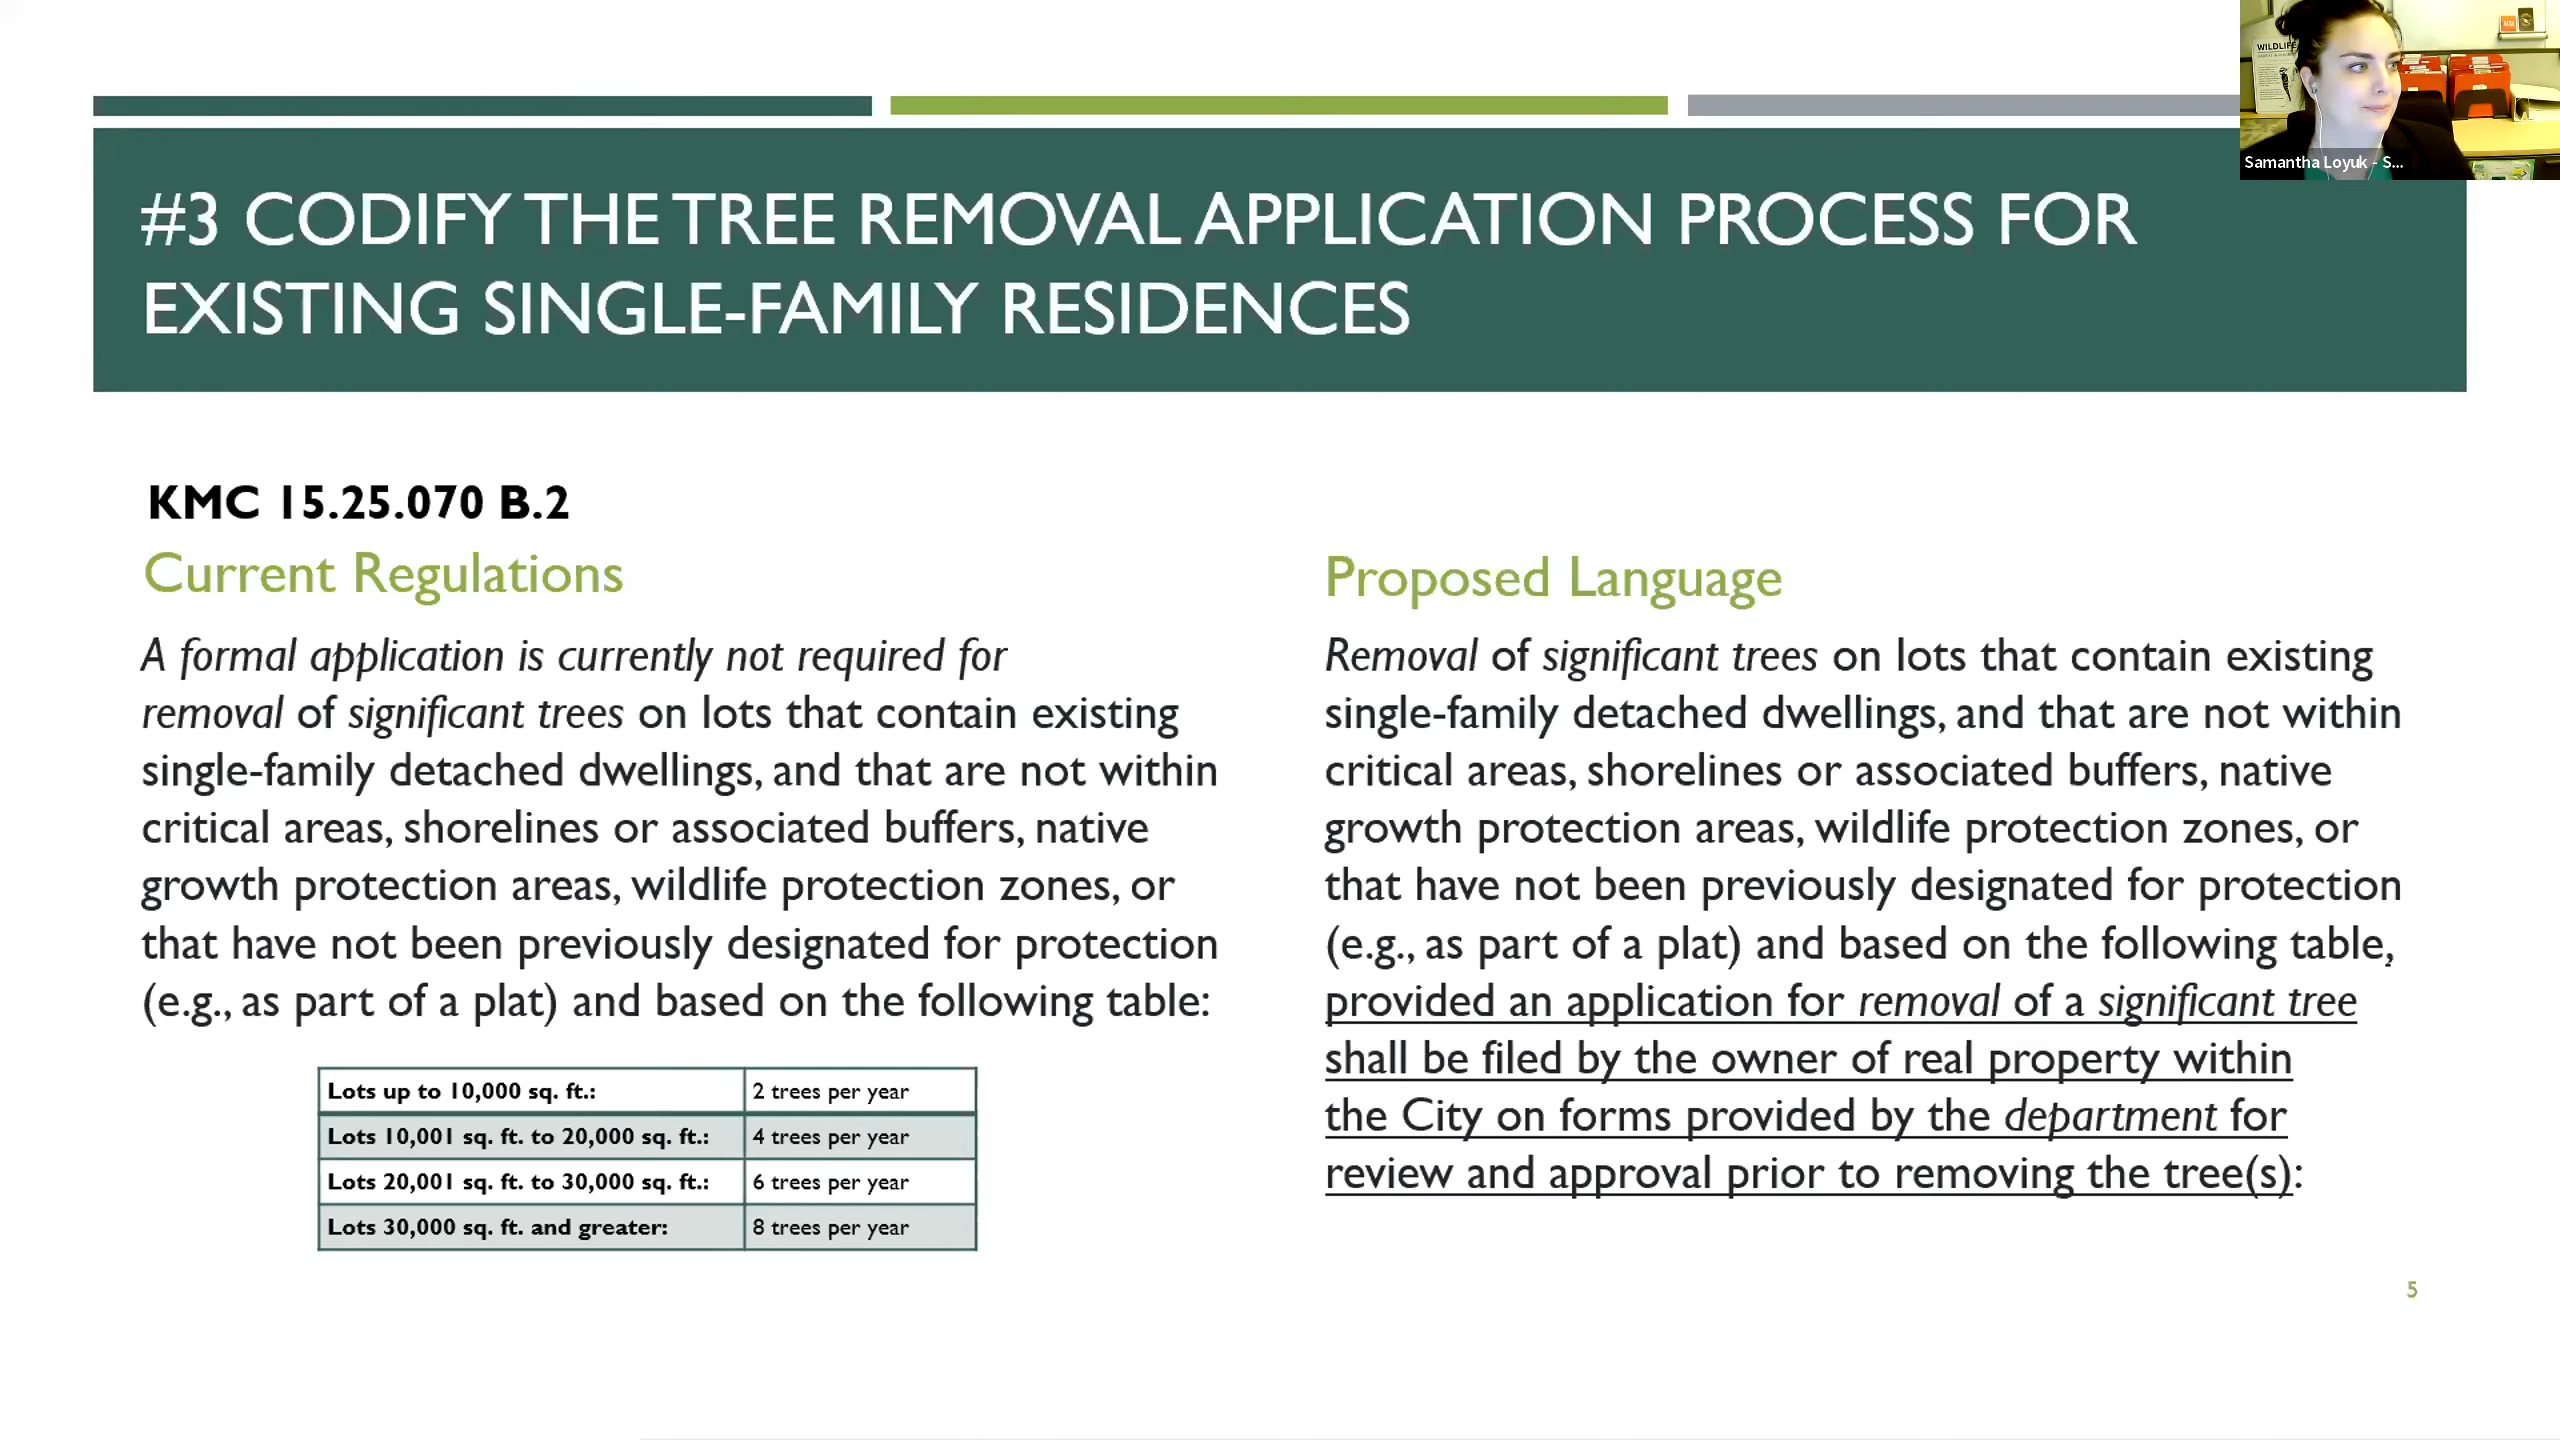 #3 CODIFY THE TREE REMOVAL APPLICATION PROCESS FOR
EXISTING SINGLE-FAMILY RESIDENCES
WILDLIFE
Samantha Loyuk - S...
KMC 15.25.070 B.2
Current Regulations
A formal application is currently not required for
removal of significant trees on lots that contain existing
single-family detached dwellings, and that are not within
critical areas, shorelines or associated buffers, native
growth protection areas, wildlife protection zones, or
that have not been previously designated for protection
(e.g., as part of a plat) and based on the following table:
Lots up to 10,000 sq. ft.: 2 trees per year
Lots 10,001 sq. ft. to 20,000 sq. ft.: 4 trees per year
Lots 20,001 sq. ft. to 30,000 sq. ft.: 6 trees per year
Lots 30,000 sq. ft. and greater: 8 trees per year
Proposed Language
Removal of significant trees on lots that contain existing
single-family detached dwellings, and that are not within
critical areas, shorelines or associated buffers, native
growth protection areas, wildlife protection zones, or
that have not been previously designated for protection
(e.g., as part of a plat) and based on the following table,
provided an application for removal of a significant tree
shall be filed by the owner of real property within
the City on forms provided by the department for
review and approval prior to removing the tree(s):
5